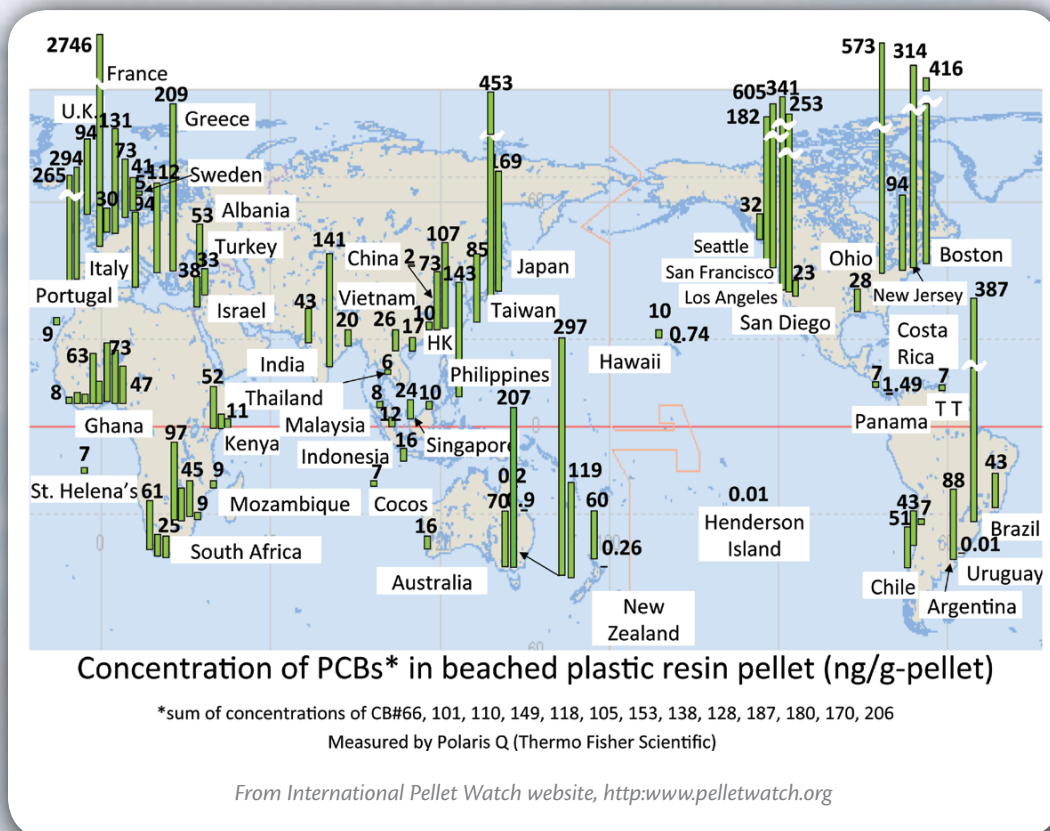 2746
France
U.K.
94
131
209
Greece
294
265
73
41
5
112
Sweden
30
94
Albania
53
Turkey
38
33
Italy
Portugal
Israel
9
63
73
47
8
Ghana
52
11
Kenya
7
St. Helena's
97
45
9
61
9
Mozambique
25
South Africa
0
141
43
20
India
China
2
107
73
143
85
Vietnam
26
17
10
HK
Thailand
6
8
24
10
Malaysia
12
Singapore
Indonesia
16
7
Cocos
453
169
Japan
Taiwan
Philippines
297
207
0.2
70
119
60
0.26
16
Australia
New
Zealand
60
10
0.74
Hawaii
0.01
Henderson
Island
605
341
253
182
32
Seattle
San Francisco
Los Angeles
23
San Diego
573
314
416
94
Ohio
Boston
28
New Jersey
387
Costa
Rica
7
1.49
7
T T
Panama
43
88
43
51
7
Brazil
0.01
Uruguay
Chile
Argentina
Concentration of PCBs* in beached plastic resin pellet (ng/g-pellet)
*sum of concentrations of CB#66, 101, 110, 149, 118, 105, 153, 138, 128, 187, 180, 170, 206
Measured by Polaris Q (Thermo Fisher Scientific)
From International Pellet Watch website, http:www.pelletwatch.org